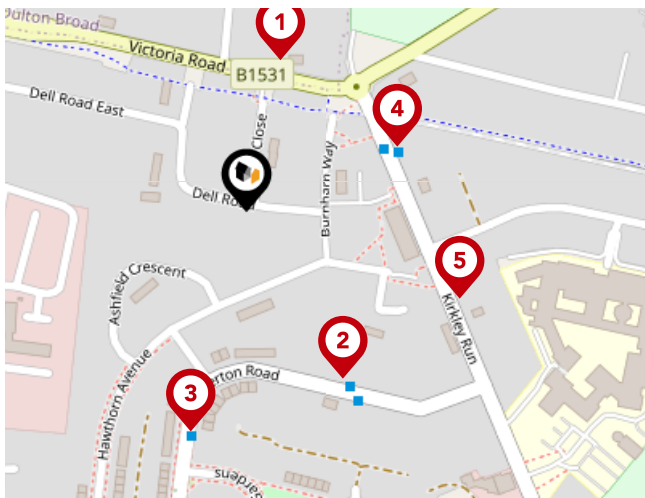 oulton Broad
1
Victoria Road
B1531
Dell Road East
4
Close
Burnham Way
Dell Road
5
Ashfield Crescent
Kirkley Run
2
erton Road
3
Hawthorn Avenue
Gardens